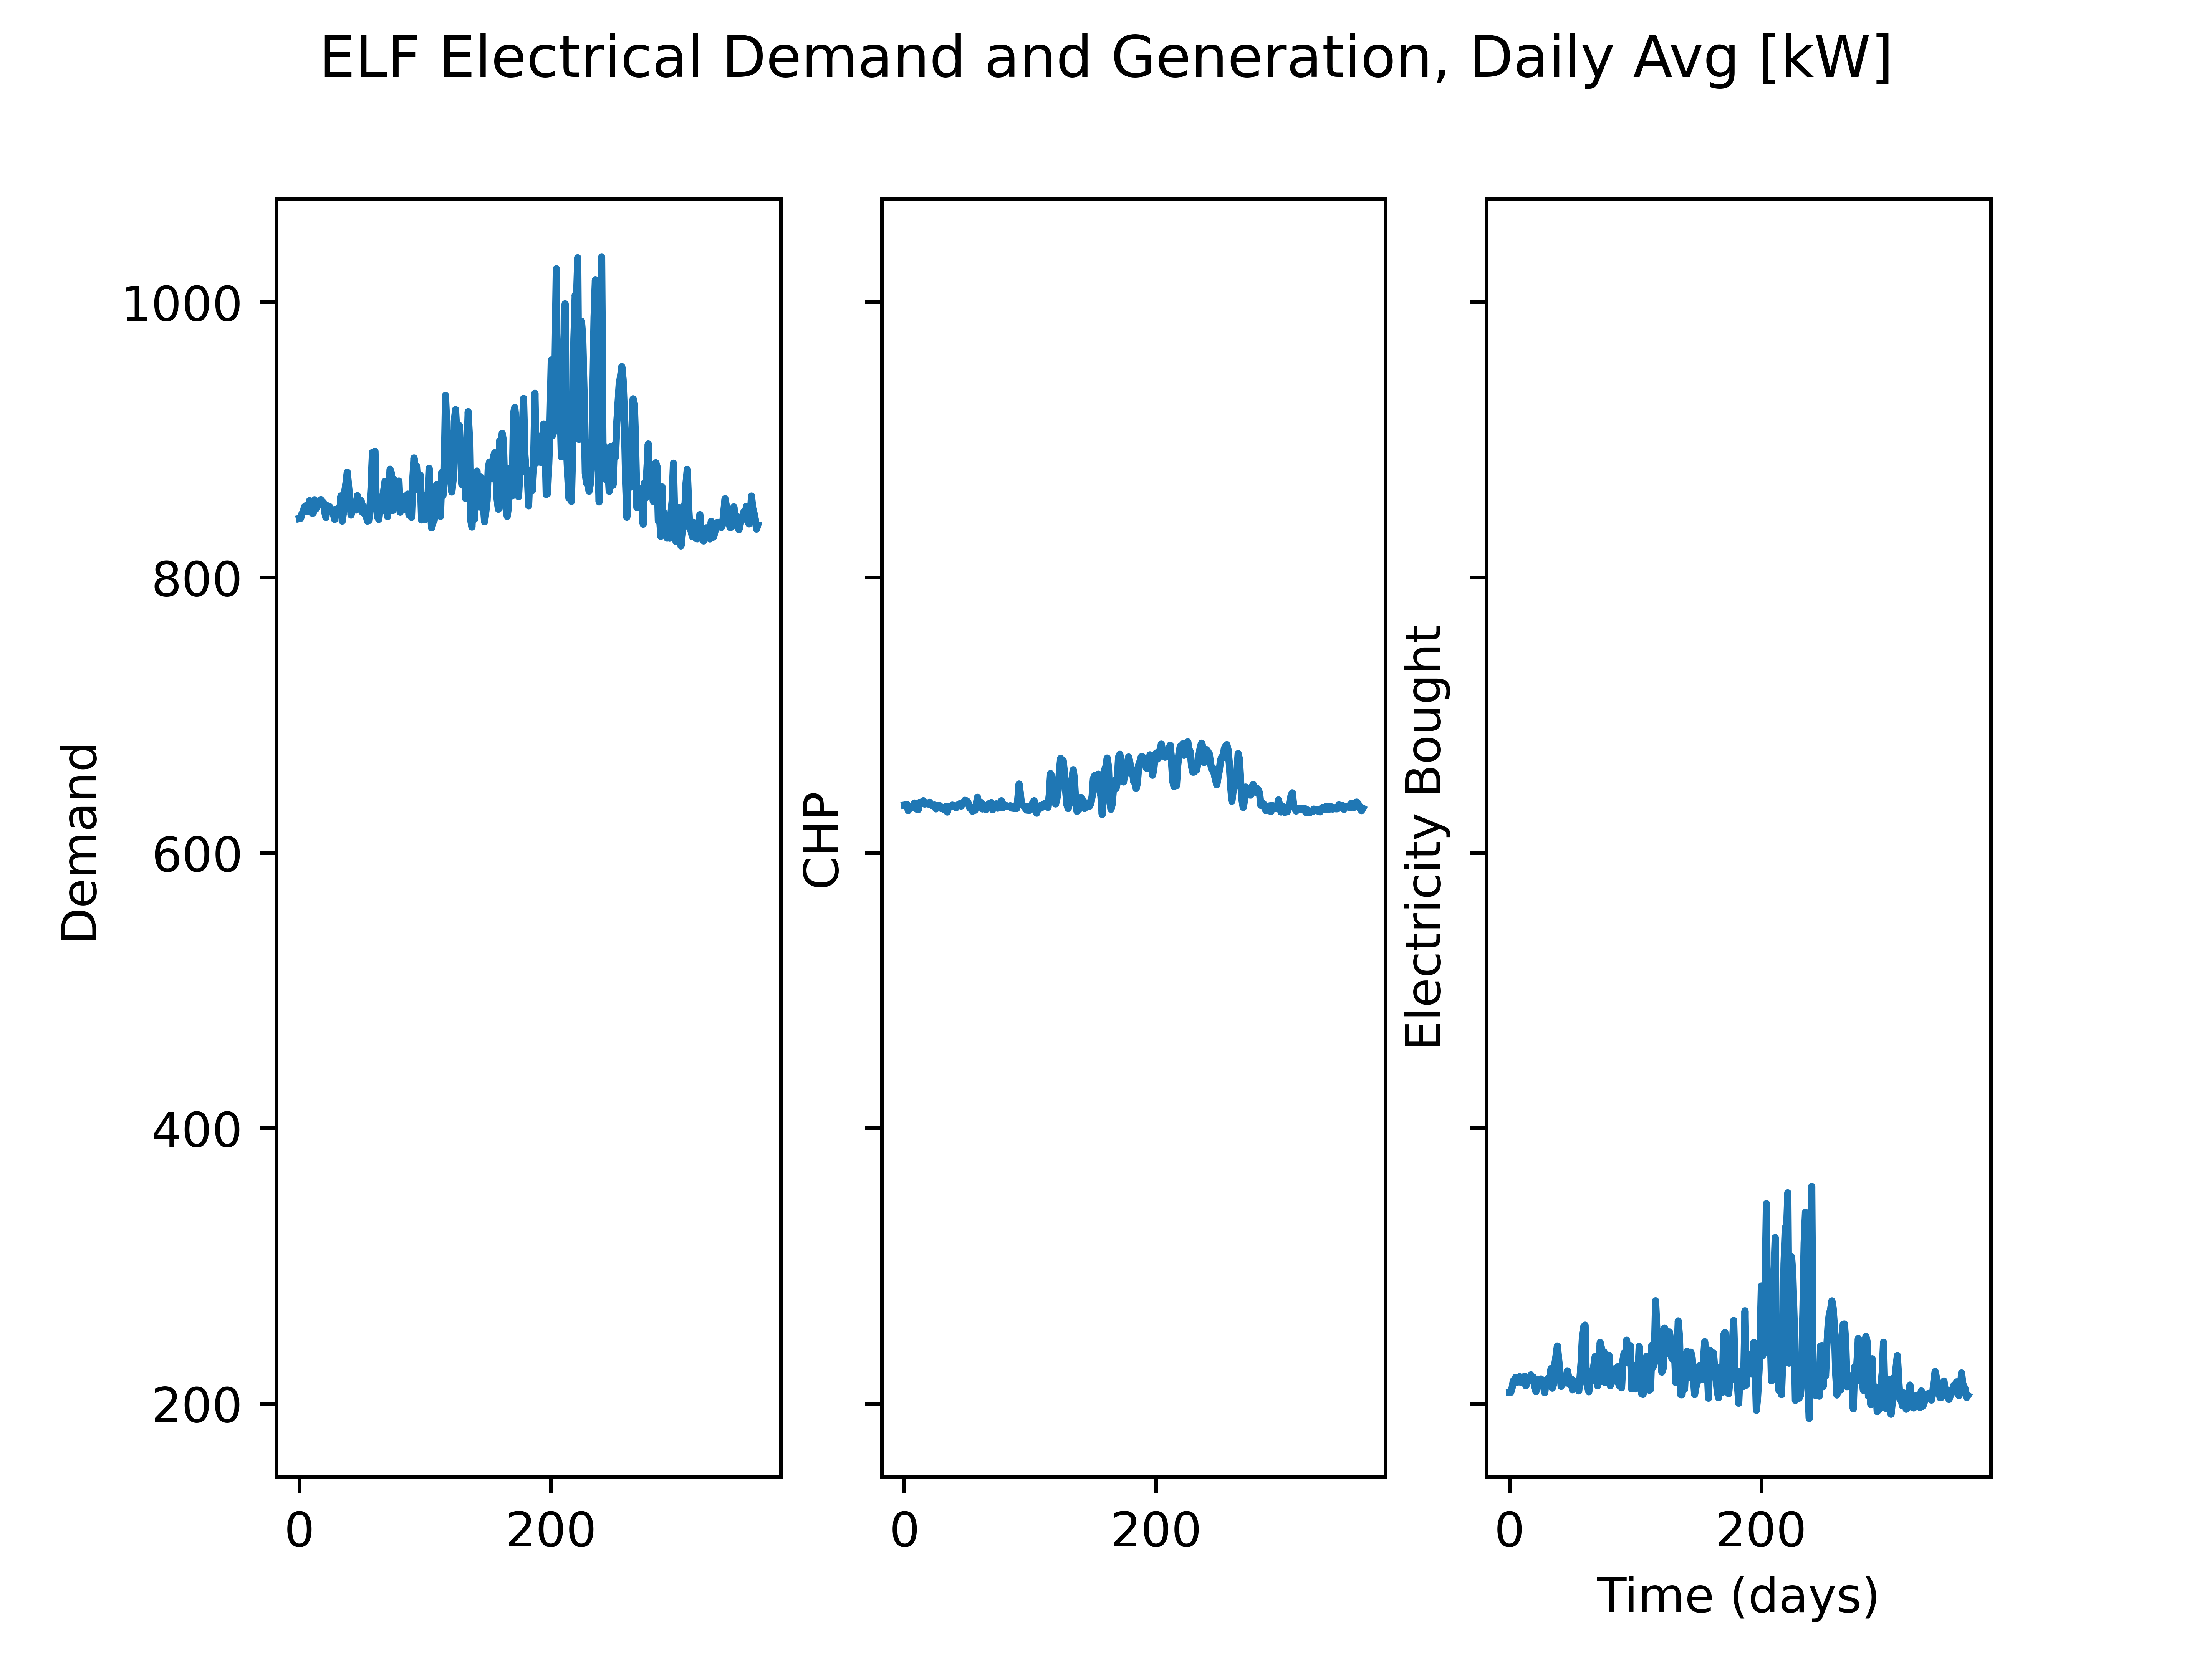 ELF Electrical Demand and Generation, Daily Avg [kW]
Demand
1000
800
600
400
200
0 200
CHP
0 200
Electricity Bought
0 200
Time (days)